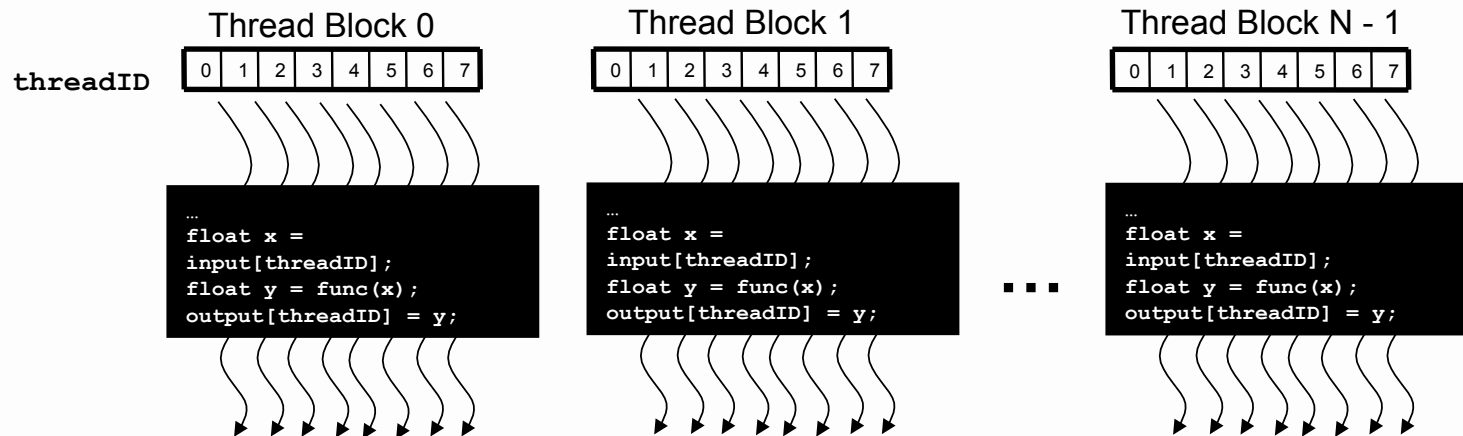 Thread Block 0
Thread Block 1
Thread Block N - 1
threadID
0 1 2 3 4 5 6 7
0 1 2 3 4 5 6 7
0 1 2 3 4 5 6 7
…
float x =
input[threadID];
float y = func(x);
output[threadID] = y;
…
float x =
input[threadID];
float y = func(x);
output[threadID] = y;
…
…
float x =
input[threadID];
float y = func(x);
output[threadID] = y;